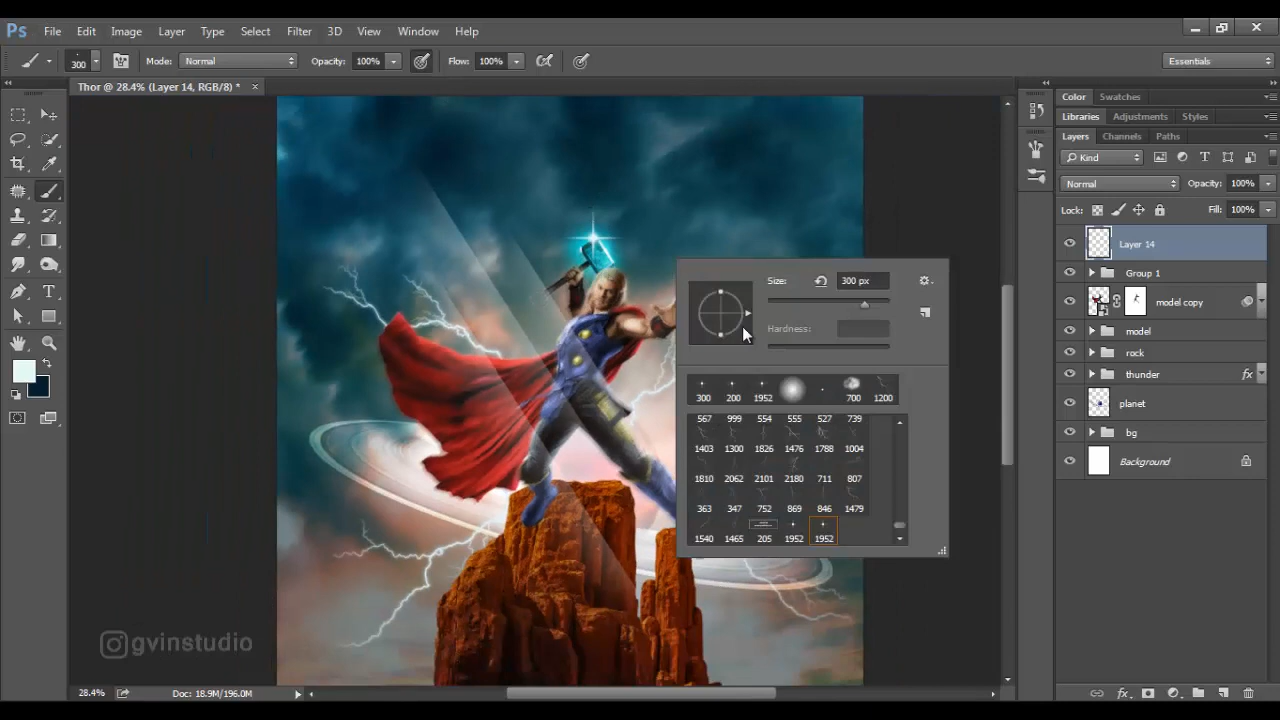 Ps File Edit Image Layer Type Select Filter 3D View Window Help
300 Mode: Normal Opacity: 100% Flow: 100% Essentials
Thor @ 28.4% (Layer 14, RGB/8) *
Color Swatches
Libraries Adjustments Styles
Layers Channels Paths
Kind
Normal Opacity: 100%
Lock: Fill: 100%
Layer 14
Group 1
model copy
model
rock
thunder fx
planet
bg
Background
Size: 300 px
Hardness:
300 200 1952 700 1200
567 999 554 555 527 739
1403 1300 1826 1476 1788 1004
1810 2062 2101 2180 711 807
363 347 752 869 846 1479
1540 1465 205 1952 1952
gvinstudio
28.4% Doc: 18.9M/196.0M
fx